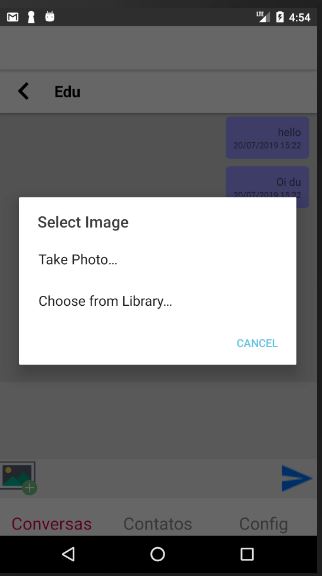 LTE 4:54
Edu
hello
20/07/2019 15:22
Oi du
20/07/2019 15:22
Select Image
Take Photo…
Choose from Library…
CANCEL
Conversas Contatos Config